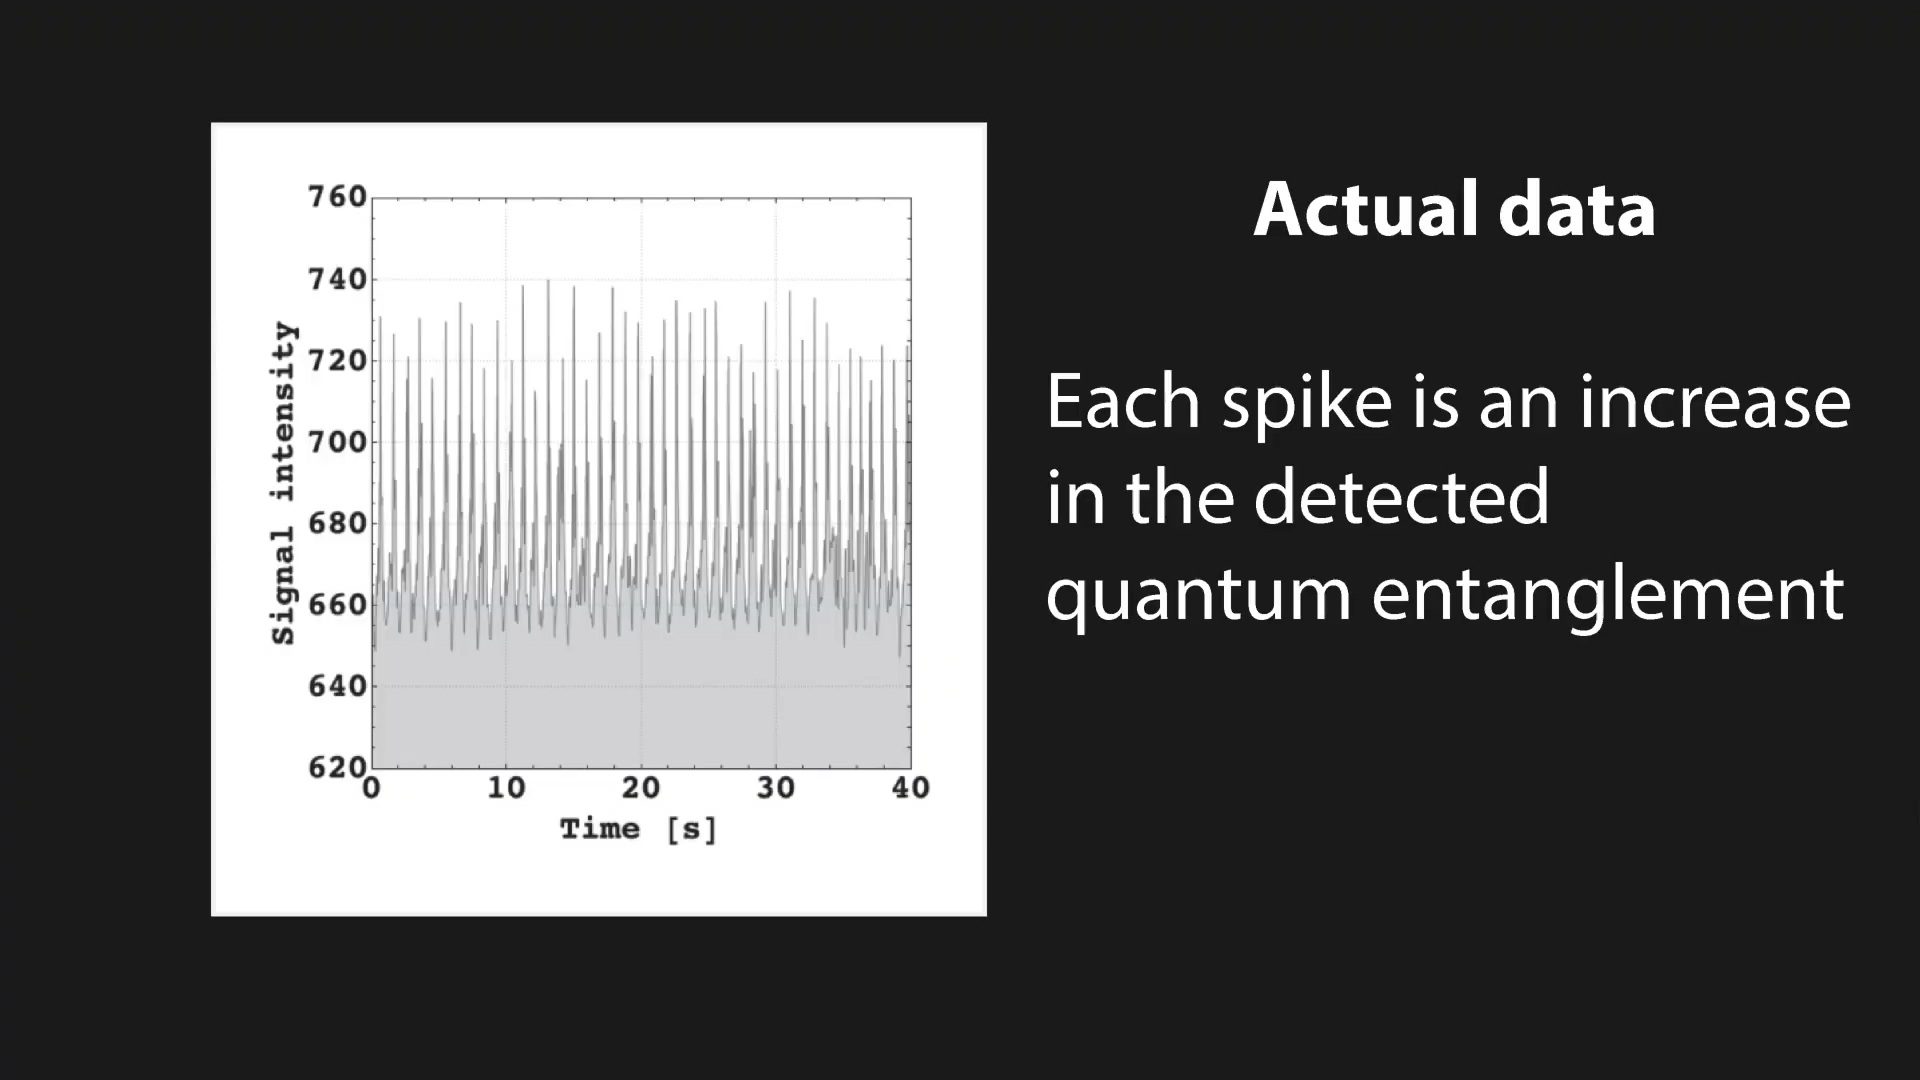 Actual data
Each spike is an increase
in the detected
quantum entanglement
760
740
720
700
680
660
640
620
Signal intensity
0 10 20 30 40
Time [s]